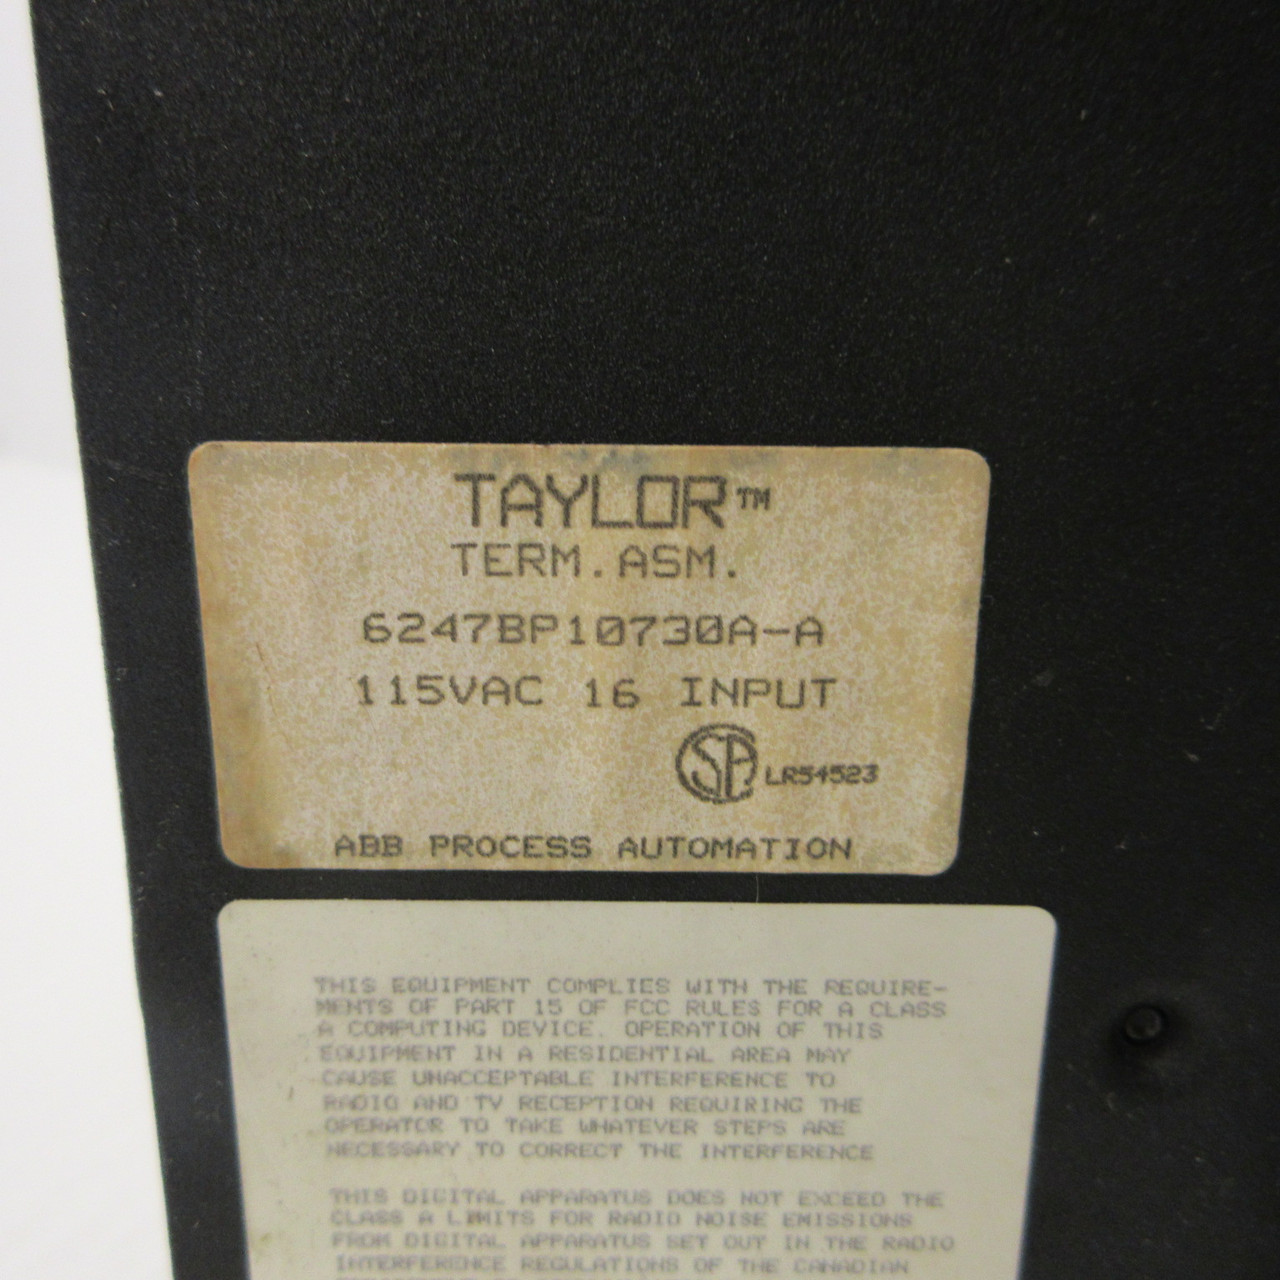 TAYLOR™
TERM. ASM.
6247BP10730A-A
115VAC 16 INPUT
SA LR54523
ABB PROCESS AUTOMATION
THIS EQUIPMENT COMPLIES WITH THE REQUIRE-
MENTS OF PART 15 OF FCC RULES FOR A CLASS
A COMPUTING DEVICE. OPERATION OF THIS
EQUIPMENT IN A RESIDENTIAL AREA MAY
CAUSE UNACCEPTABLE INTERFERENCE TO
RADIO AND TV RECEPTION REQUIRING THE
OPERATOR TO TAKE WHATEVER STEPS ARE
NECESSARY TO CORRECT THE INTERFERENCE
THIS DIGITAL APPARATUS DOES NOT EXCEED THE
CLASS A LIMITS FOR RADIO NOISE EMISSIONS
FROM DIGITAL APPARATUS SET OUT IN THE RADIO
INTERFERENCE REGULATIONS OF THE CANADIAN